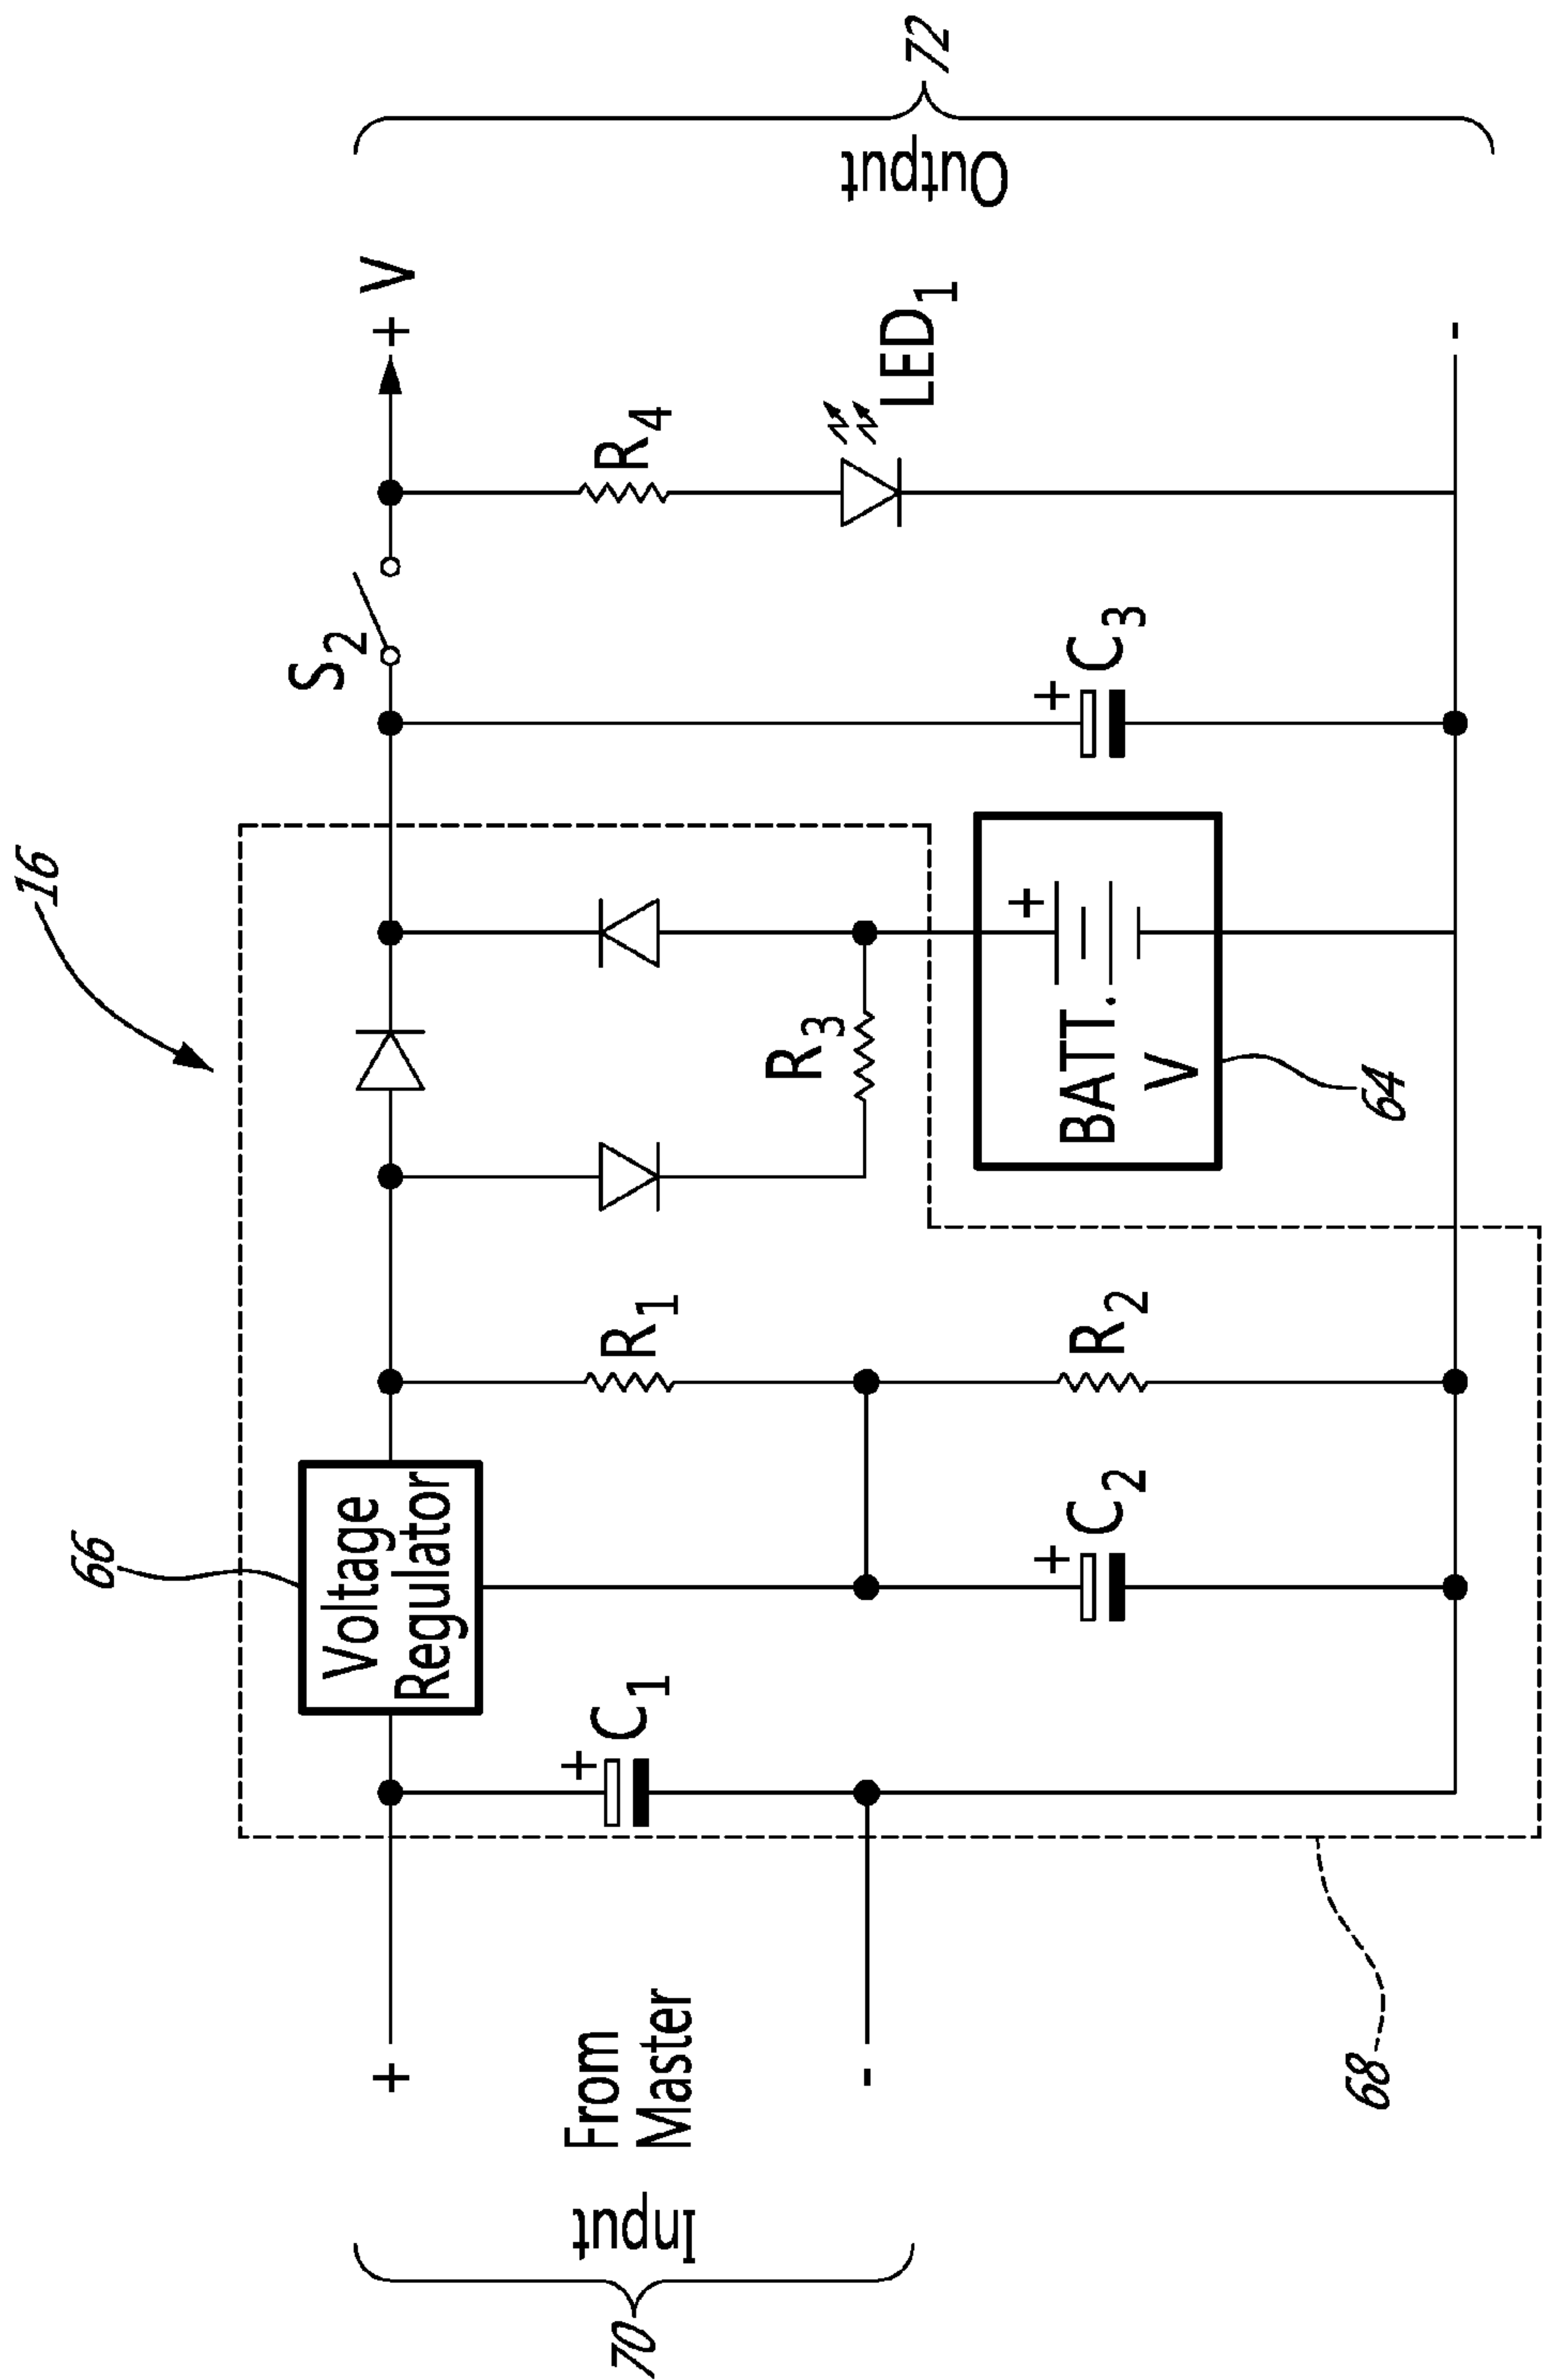 16
66
Voltage
Regulator
S2
+ V
+
From
Master
-
Input
70
+
C1
R1
R3
R4
LED1
Output
72
+
C2
R2
+
BATT.
V
64
+
C3
-
68